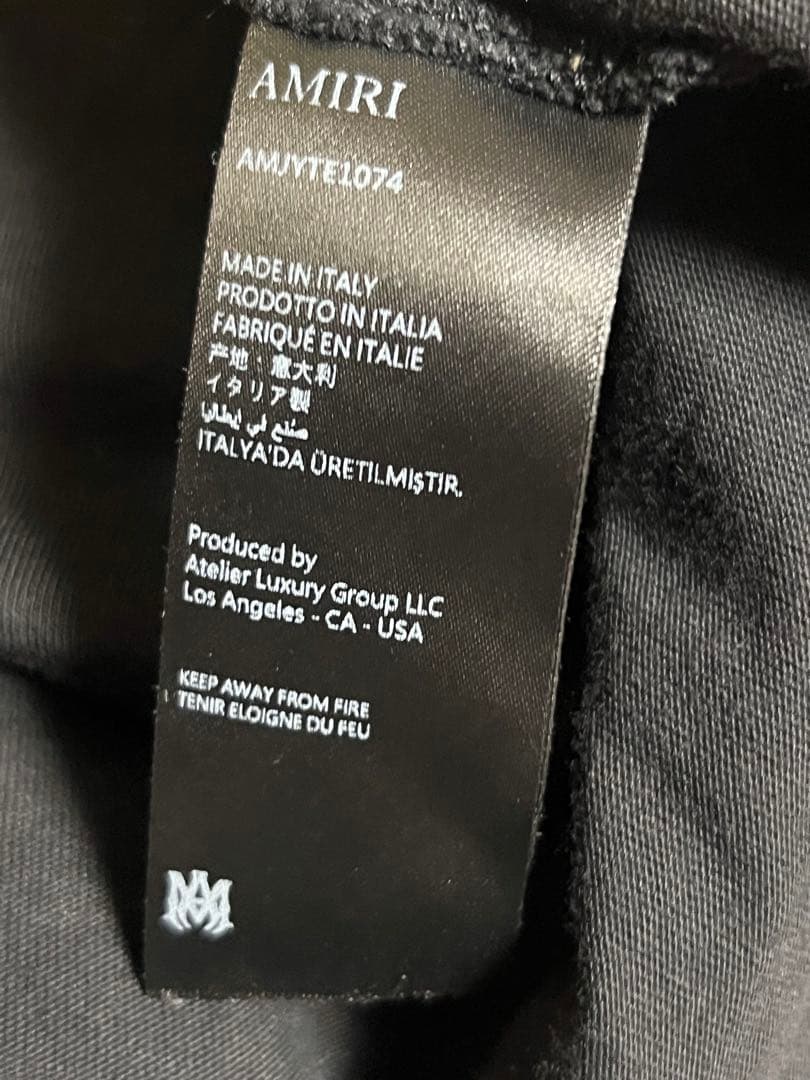 AMIRI
AMJYTE1074
MADE IN ITALY
PRODOTTO IN ITALIA
FABRIQUÉ EN ITALIE
产地：意大利
イタリア製
صنع في إيطاليا
ITALYA'DA ÜRETILMIŞTIR.
Produced by
Atelier Luxury Group LLC
Los Angeles - CA - USA
KEEP AWAY FROM FIRE
TENIR ELOIGNE DU FEU